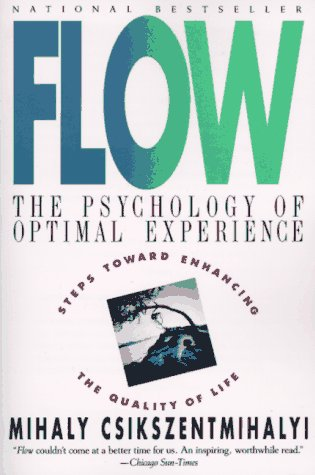 NATIONAL BESTSELLER
FLOW
THE PSYCHOLOGY OF
OPTIMAL EXPERIENCE
STEPS TOWARD ENHANCING
THE QUALITY OF LIFE
MIHALY CSIKSZENTMIHALYI
"Flow couldn't come at a better time for us. An inspiring, worthwhile read."
—Chicago Sun-Times